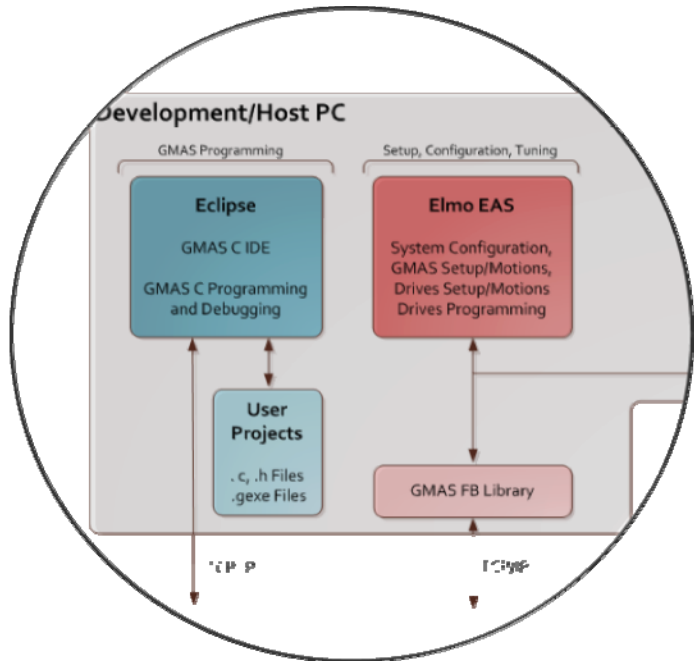 Development/Host PC
GMAS Programming
Setup, Configuration, Tuning
Eclipse
GMAS C IDE
GMAS C Programming
and Debugging
Elmo EAS
System Configuration,
GMAS Setup/Motions,
Drives Setup/Motions
Drives Programming
User
Projects
. c, .h Files
.gexe Files
GMAS FB Library